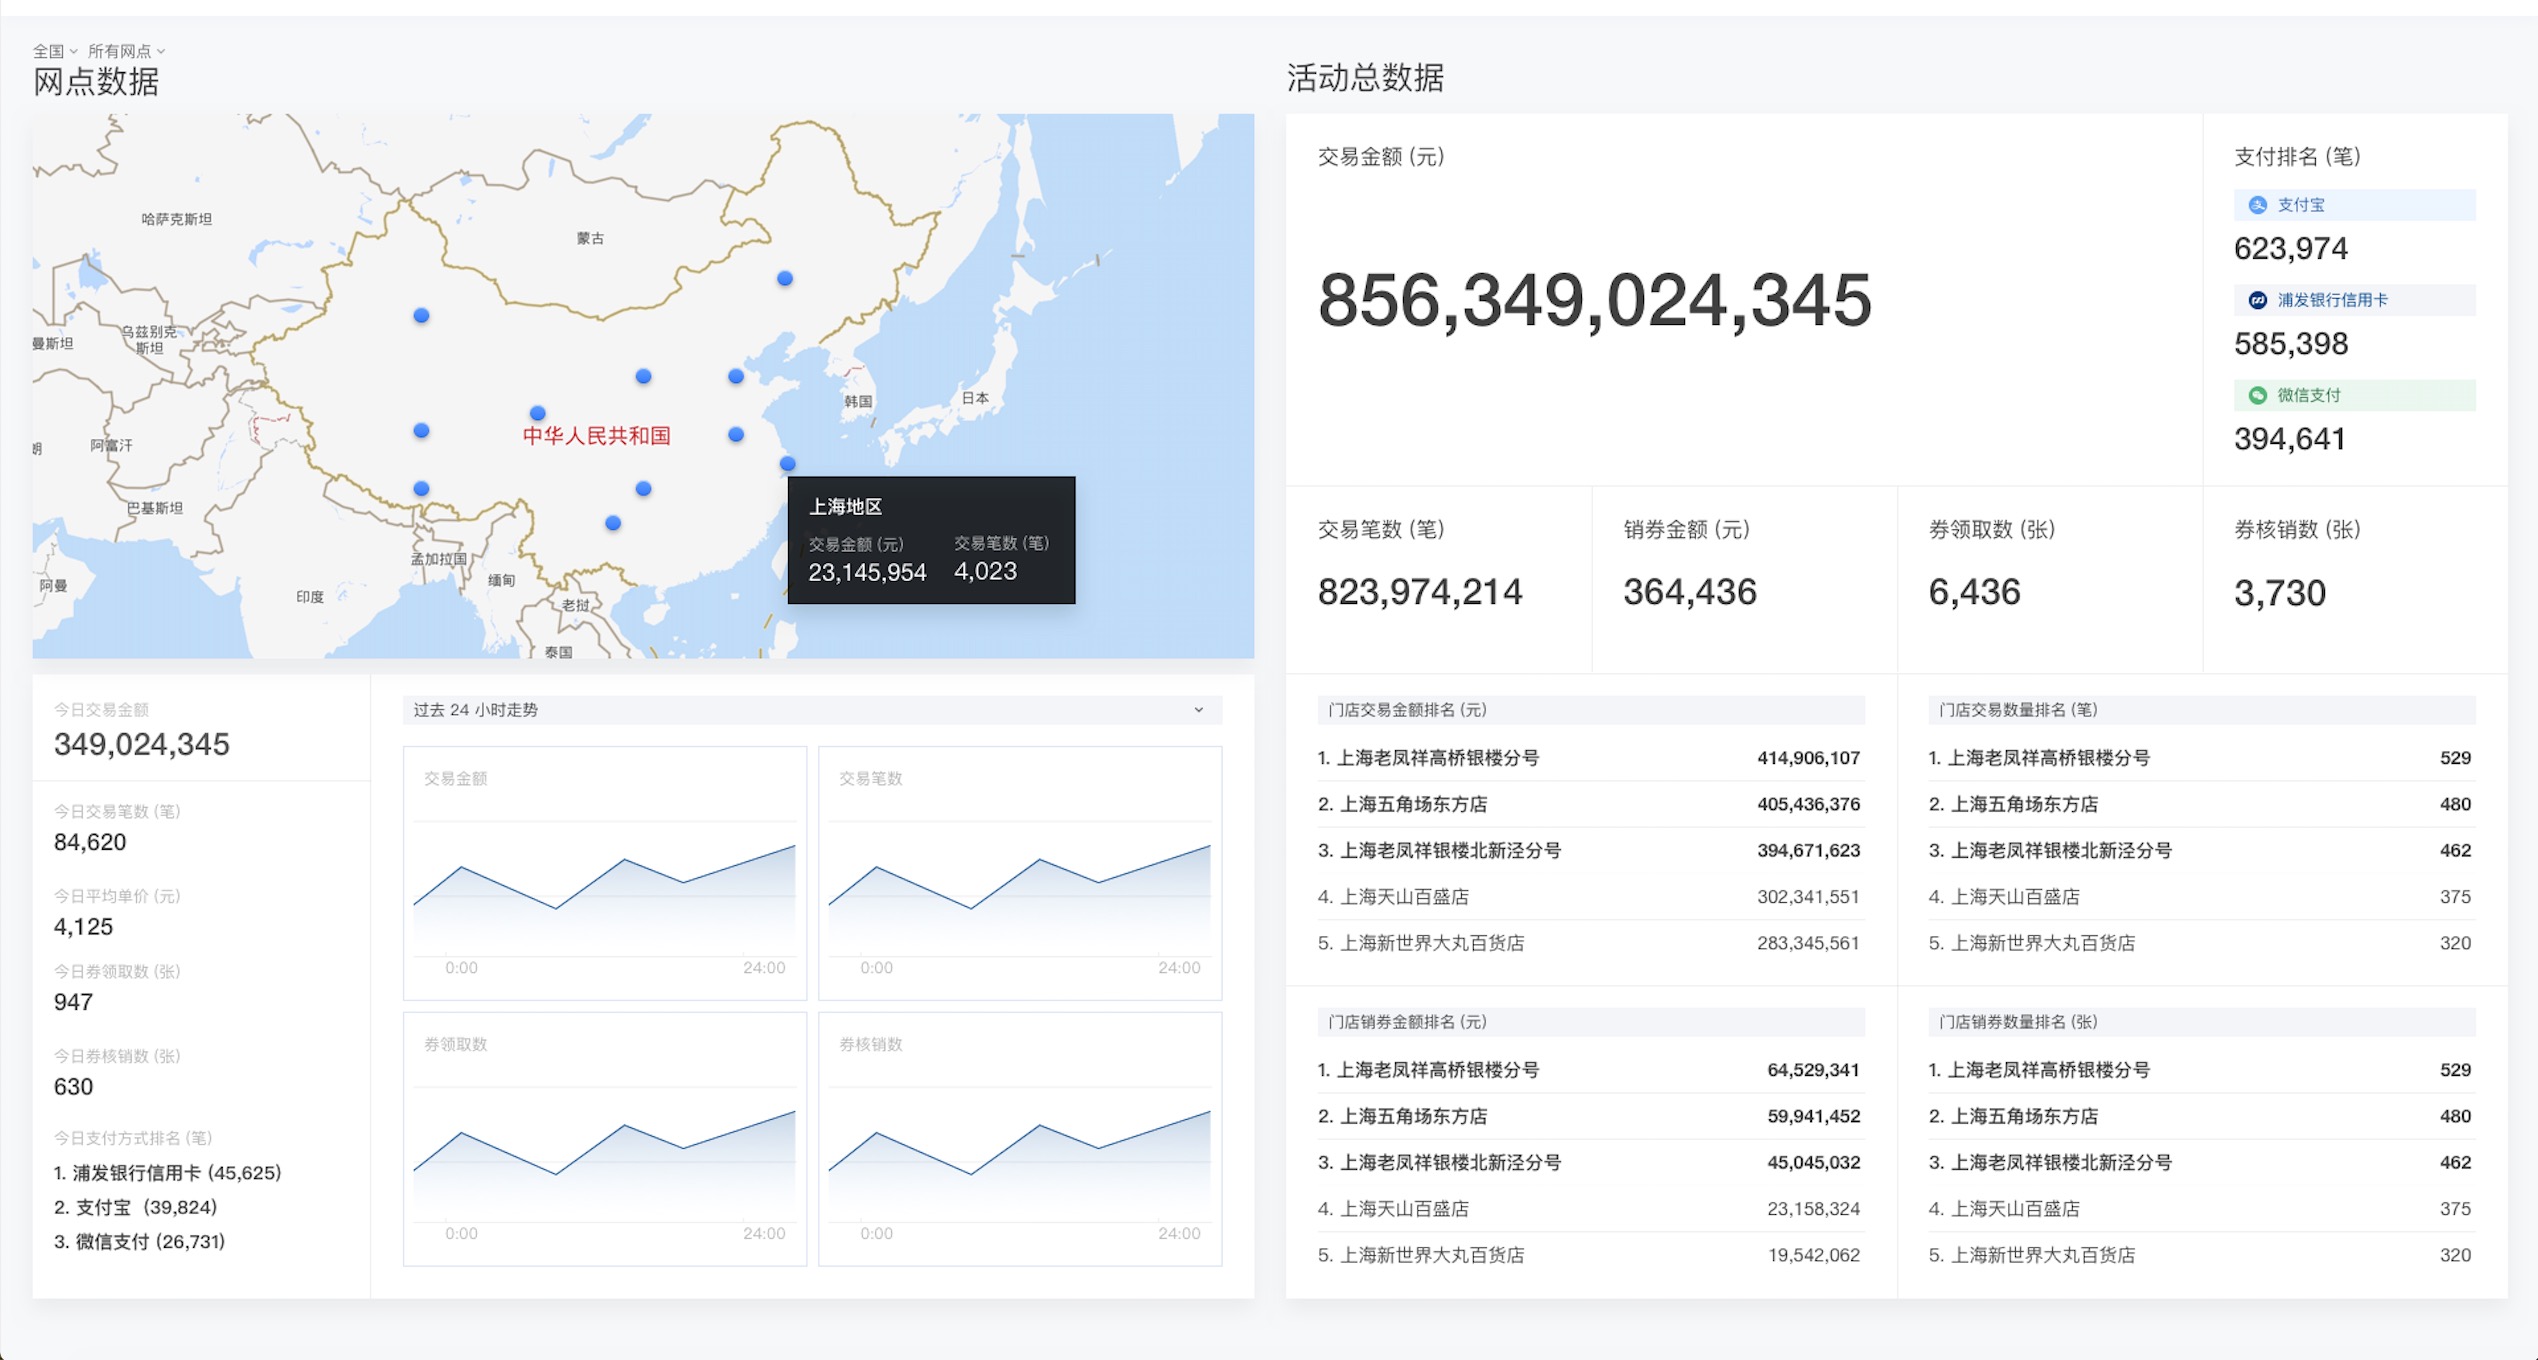 全国 所有网点
网点数据
哈萨克斯坦
蒙古
乌兹别克
斯坦
曼斯坦
阿富汗
朗
巴基斯坦
阿曼
印度
孟加拉国
缅甸
老挝
泰国
中华人民共和国
韩国
日本
上海地区
交易金额 (元) 交易笔数 (笔)
23,145,954 4,023
今日交易金额
349,024,345
今日交易笔数 (笔)
84,620
今日平均单价 (元)
4,125
今日券领取数 (张)
947
今日券核销数 (张)
630
今日支付方式排名 (笔)
1. 浦发银行信用卡 (45,625)
2. 支付宝 (39,824)
3. 微信支付 (26,731)
过去 24 小时走势
交易金额
0:00 24:00
交易笔数
0:00 24:00
券领取数
0:00 24:00
券核销数
0:00 24:00
活动总数据
交易金额 (元)
856,349,024,345
支付排名 (笔)
支付宝
623,974
浦发银行信用卡
585,398
微信支付
394,641
交易笔数 (笔)
823,974,214
销券金额 (元)
364,436
券领取数 (张)
6,436
券核销数 (张)
3,730
门店交易金额排名 (元)
1. 上海老凤祥高桥银楼分号 414,906,107
2. 上海五角场东方店 405,436,376
3. 上海老凤祥银楼北新泾分号 394,671,623
4. 上海天山百盛店 302,341,551
5. 上海新世界大丸百货店 283,345,561
门店交易数量排名 (笔)
1. 上海老凤祥高桥银楼分号 529
2. 上海五角场东方店 480
3. 上海老凤祥银楼北新泾分号 462
4. 上海天山百盛店 375
5. 上海新世界大丸百货店 320
门店销券金额排名 (元)
1. 上海老凤祥高桥银楼分号 64,529,341
2. 上海五角场东方店 59,941,452
3. 上海老凤祥银楼北新泾分号 45,045,032
4. 上海天山百盛店 23,158,324
5. 上海新世界大丸百货店 19,542,062
门店销券数量排名 (张)
1. 上海老凤祥高桥银楼分号 529
2. 上海五角场东方店 480
3. 上海老凤祥银楼北新泾分号 462
4. 上海天山百盛店 375
5. 上海新世界大丸百货店 320